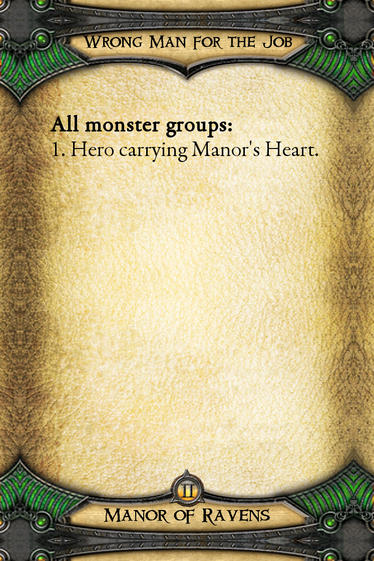 Wrong Man for the Job
All monster groups:
1. Hero carrying Manor's Heart.
II
Manor of Ravens